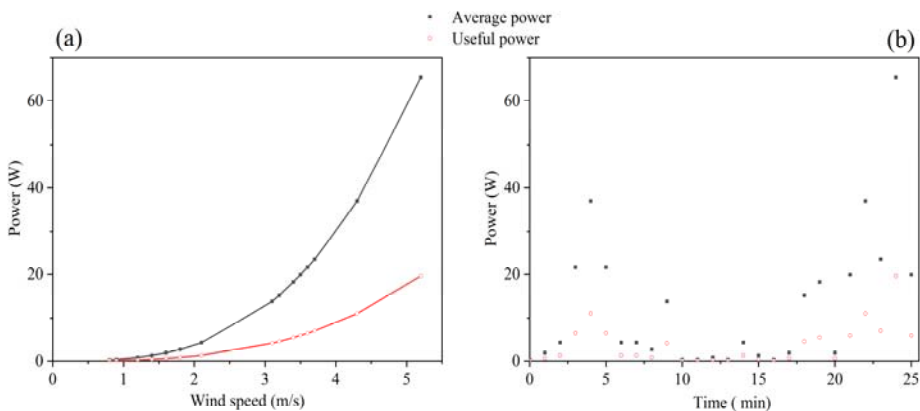 Average power
Useful power
(a)
(b)
60
40
20
0
Power (W)
0 1 2 3 4 5
Wind speed (m/s)
60
40
20
0
Power (W)
0 5 10 15 20 25
Time ( min)